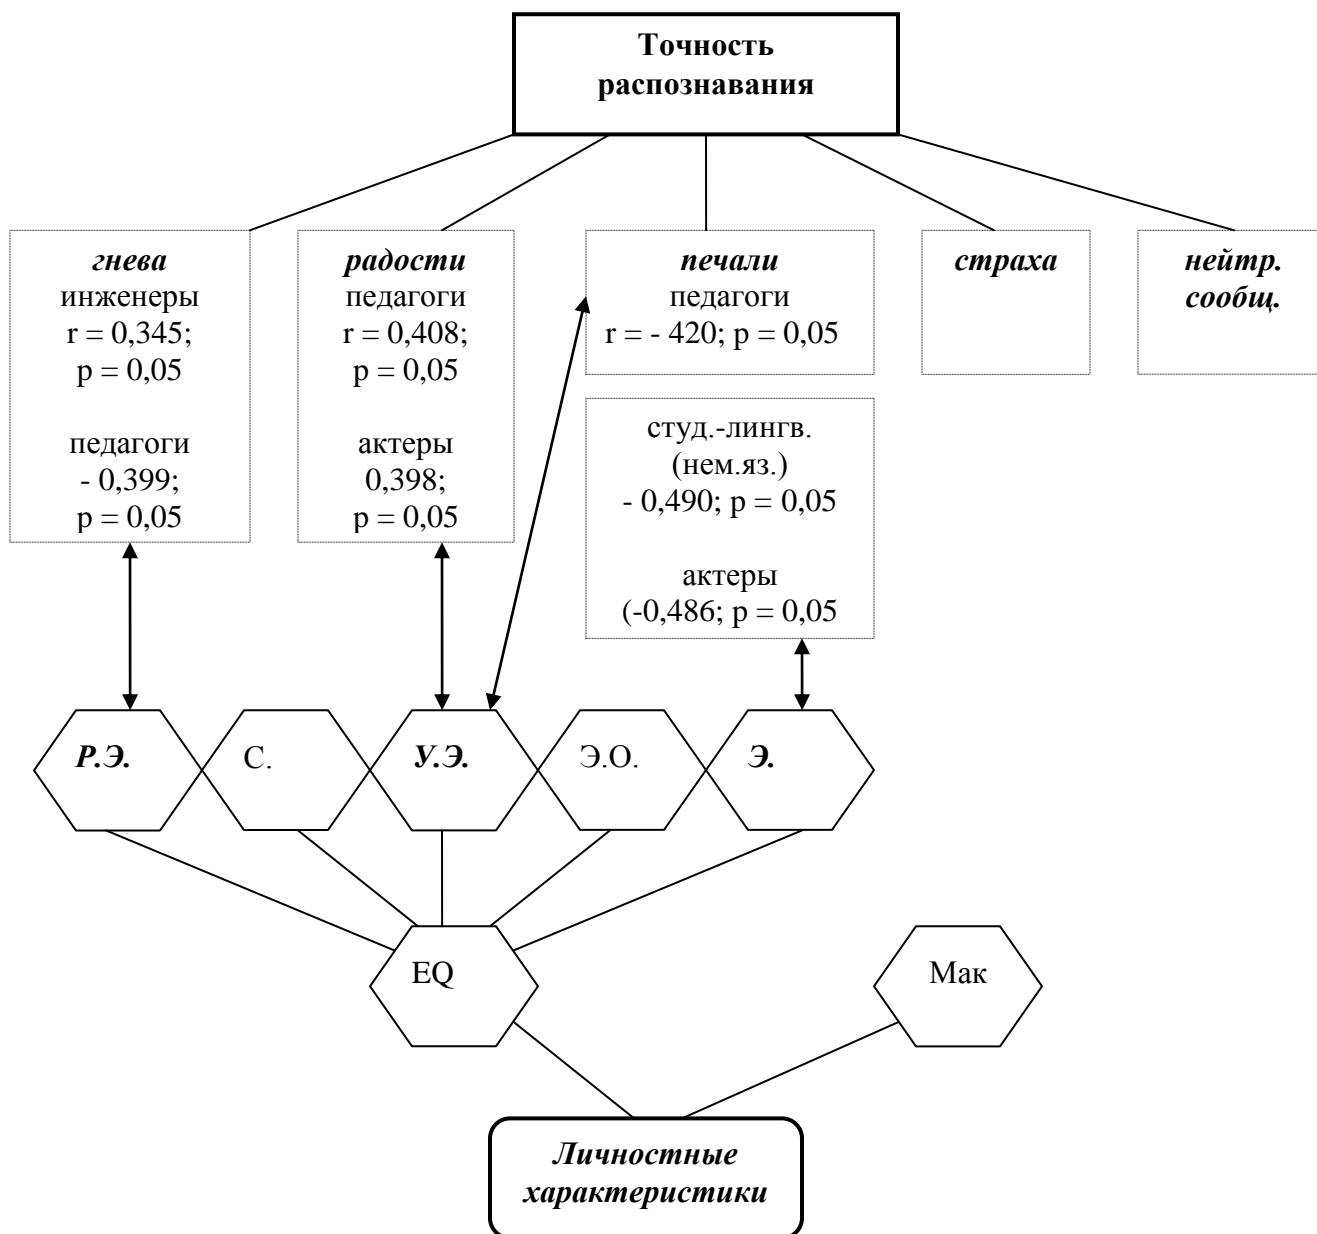 Точность
распознавания
гнева
инженеры
r = 0,345;
p = 0,05
педагоги
- 0,399;
p = 0,05
радости
педагоги
r = 0,408;
p = 0,05
актеры
0,398;
p = 0,05
печали
педагоги
r = - 420; p = 0,05
студ.-лингв.
(нем.яз.)
- 0,490; p = 0,05
актеры
(-0,486; p = 0,05
страха
нейтр.
сообщ.
Р.Э.
С.
У.Э.
Э.О.
Э.
EQ
Мак
Личностные
характеристики